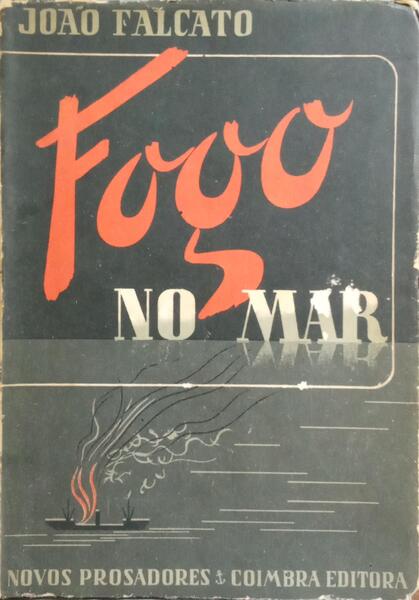 JOÃO FALCATO
Fogo
NO MAR
NOVOS PROSADORES COIMBRA EDITORA